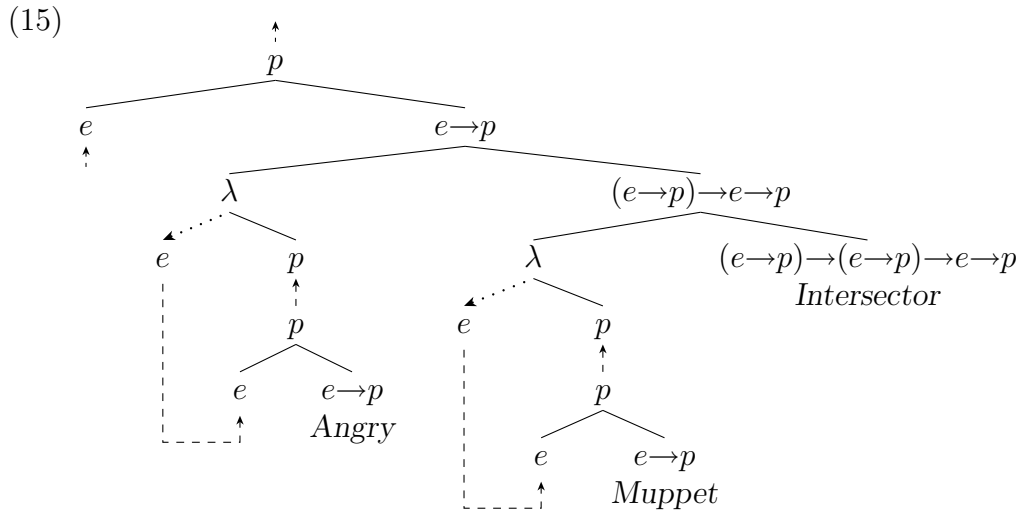 (15)
p
e e→p
λ (e→p)→e→p
e p λ (e→p)→(e→p)→e→p
Intersector
p e p
e e→p p
Angry
e e→p
Muppet